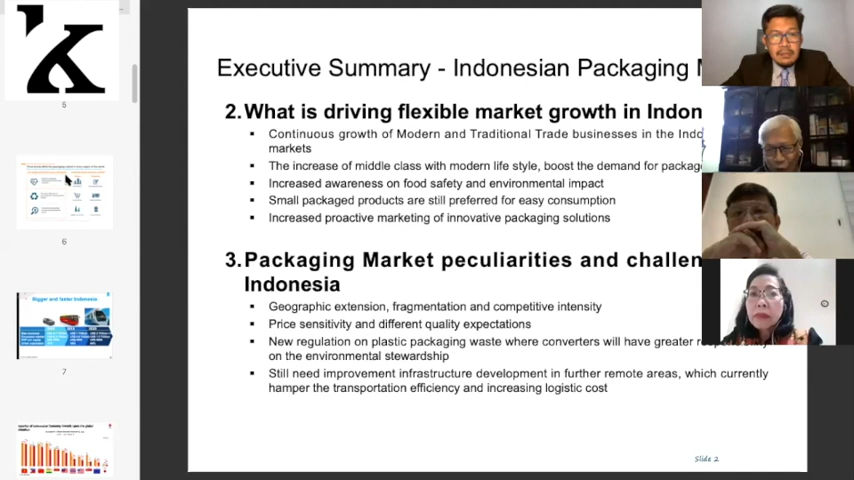 5
6
Bigger and faster Indonesia
7
Executive Summary - Indonesian Packaging
2. What is driving flexible market growth in Indon
▪ Continuous growth of Modern and Traditional Trade businesses in the Indo
markets
▪ The increase of middle class with modern life style, boost the demand for packag
▪ Increased awareness on food safety and environmental impact
▪ Small packaged products are still preferred for easy consumption
▪ Increased proactive marketing of innovative packaging solutions
3. Packaging Market peculiarities and challen
Indonesia
▪ Geographic extension, fragmentation and competitive intensity
▪ Price sensitivity and different quality expectations
▪ New regulation on plastic packaging waste where converters will have greater
on the environmental stewardship
▪ Still need improvement infrastructure development in further remote areas, which currently
hamper the transportation efficiency and increasing logistic cost
Slide 2